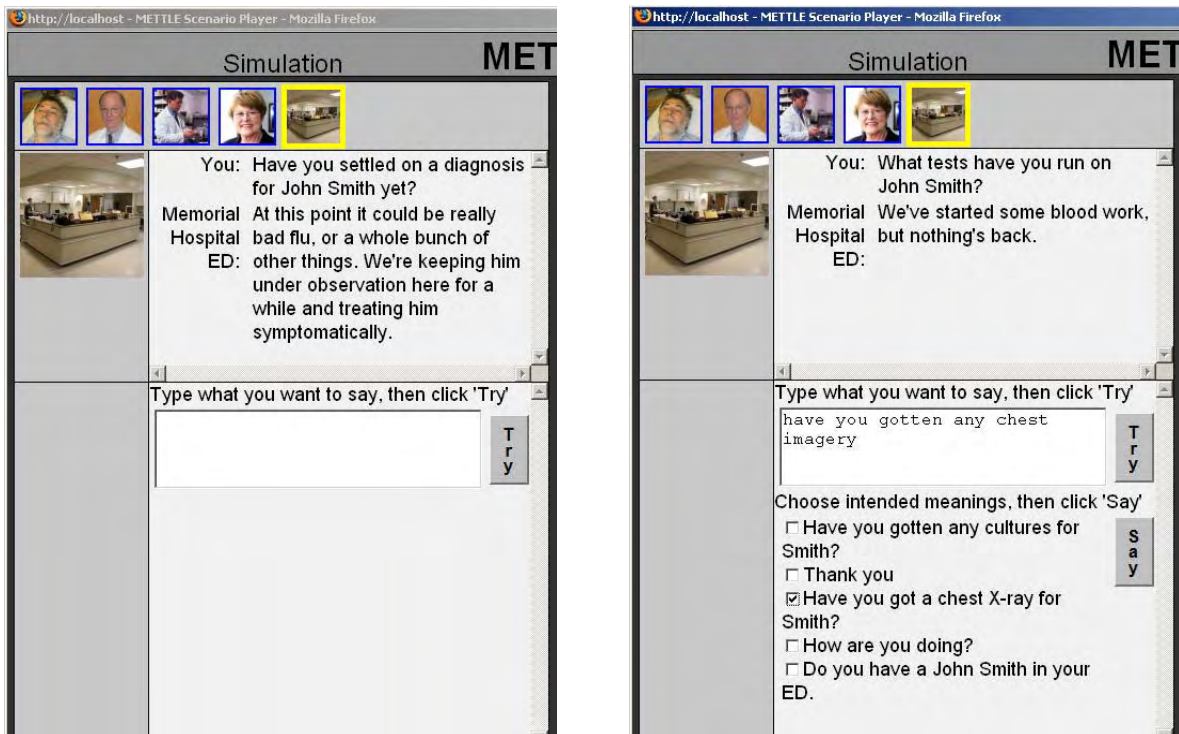 http://localhost - METTLE Scenario Player - Mozilla Firefox
Simulation
MET
You: Have you settled on a diagnosis
for John Smith yet?
Memorial At this point it could be really
Hospital bad flu, or a whole bunch of
ED: other things. We're keeping him
under observation here for a
while and treating him
symptomatically.
Type what you want to say, then click 'Try'
Try
http://localhost - METTLE Scenario Player - Mozilla Firefox
Simulation
MET
You: What tests have you run on
John Smith?
Memorial We've started some blood work,
Hospital but nothing's back.
ED:
Type what you want to say, then click 'Try'
have you gotten any chest
imagery
Try
Choose intended meanings, then click 'Say'
Have you gotten any cultures for
Smith?
Thank you
Have you got a chest X-ray for
Smith?
How are you doing?
Do you have a John Smith in your
ED.
Say